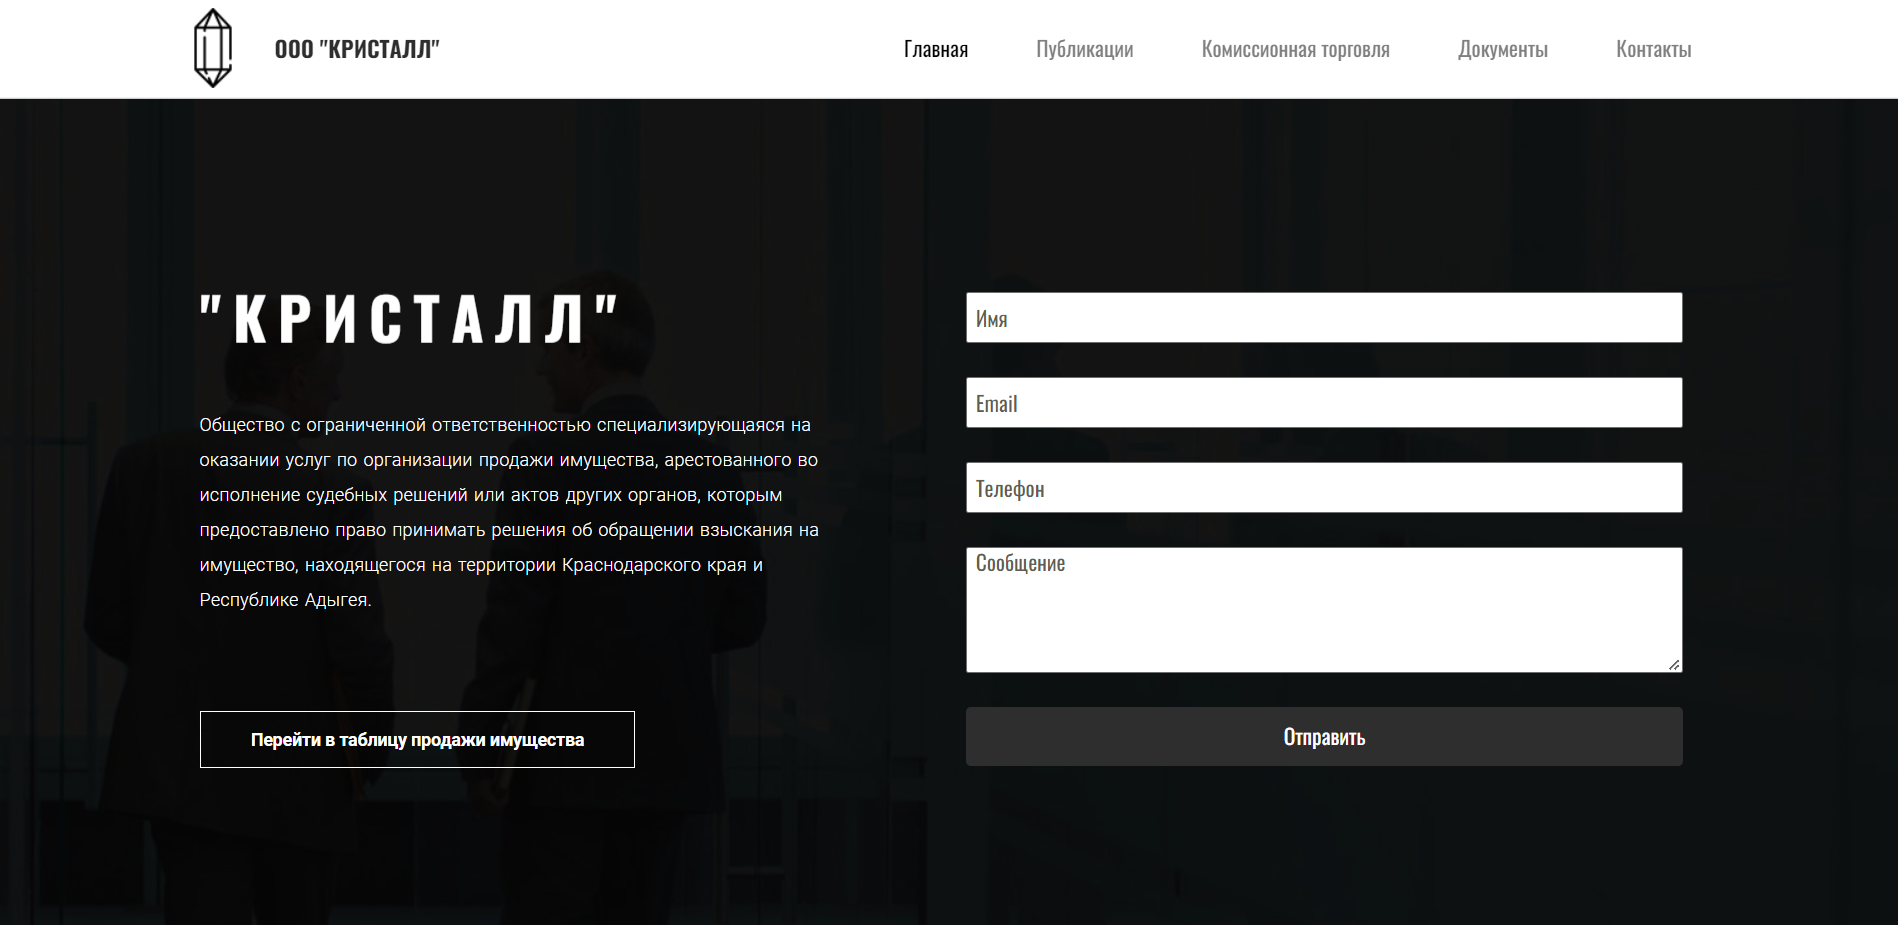 ООО "КРИСТАЛЛ"
Главная
Публикации
Комиссионная торговля
Документы
Контакты
"КРИСТАЛЛ"
Общество с ограниченной ответственностью специализирующаяся на
оказании услуг по организации продажи имущества, арестованного во
исполнение судебных решений или актов других органов, которым
предоставлено право принимать решения об обращении взыскания на
имущество, находящегося на территории Краснодарского края и
Республике Адыгея.
Перейти в таблицу продажи имущества
Имя
Email
Телефон
Сообщение
Отправить